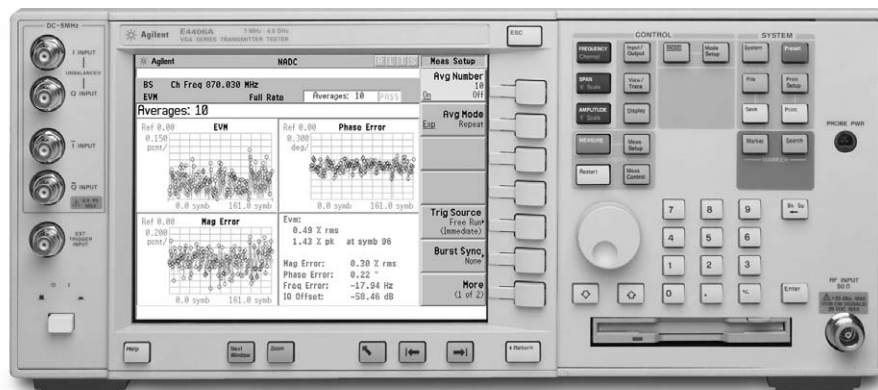 DC-5MHz
I INPUT
UNBALANCED
Q INPUT
I INPUT
Q INPUT
EXT
TRIGGER
INPUT
Agilent E4406A
VSA SERIES TRANSMITTER TESTER
ESC
Agilent NADC
BS Ch Freq 870.030 MHz
EVM Full Rate Averages: 10 PASS
Averages: 10
Ref 0.00 EVM
0.150
pcnt/
0.0 symb 161.0 symb
Ref 0.00 Phase Error
0.300
deg/
0.0 symb 161.0 symb
Ref 0.00 Mag Error
0.200
pcnt/
0.0 symb 161.0 symb
Evm:
0.49 % rms
1.43 % pk at symb 96
Mag Error: 0.30 % rms
Phase Error: 0.22 °
Freq Error: -17.94 Hz
IQ Offset: -58.46 dB
Meas Setup
Avg Number
10
On Off
Avg Mode
Exp Repeat
Trig Source
Free Run
(Immediate)
Burst Sync
None
More
(1 of 2)
Help
Next
Window
Zoom
Return
CONTROL
SYSTEM
FREQUENCY
Channel
Input/
Output
MODE
Mode
Setup
System
Preset
SPAN
X Scale
View/
Trace
File
Print
Setup
AMPLITUDE
Y Scale
Display
Save
Print
MEASURE
Meas
Setup
Marker
Search
Restart
Meas
Control
PROBE PWR
7 8 9
4 5 6
1 2 3
0 .
Enter
RF INPUT
50 Ω